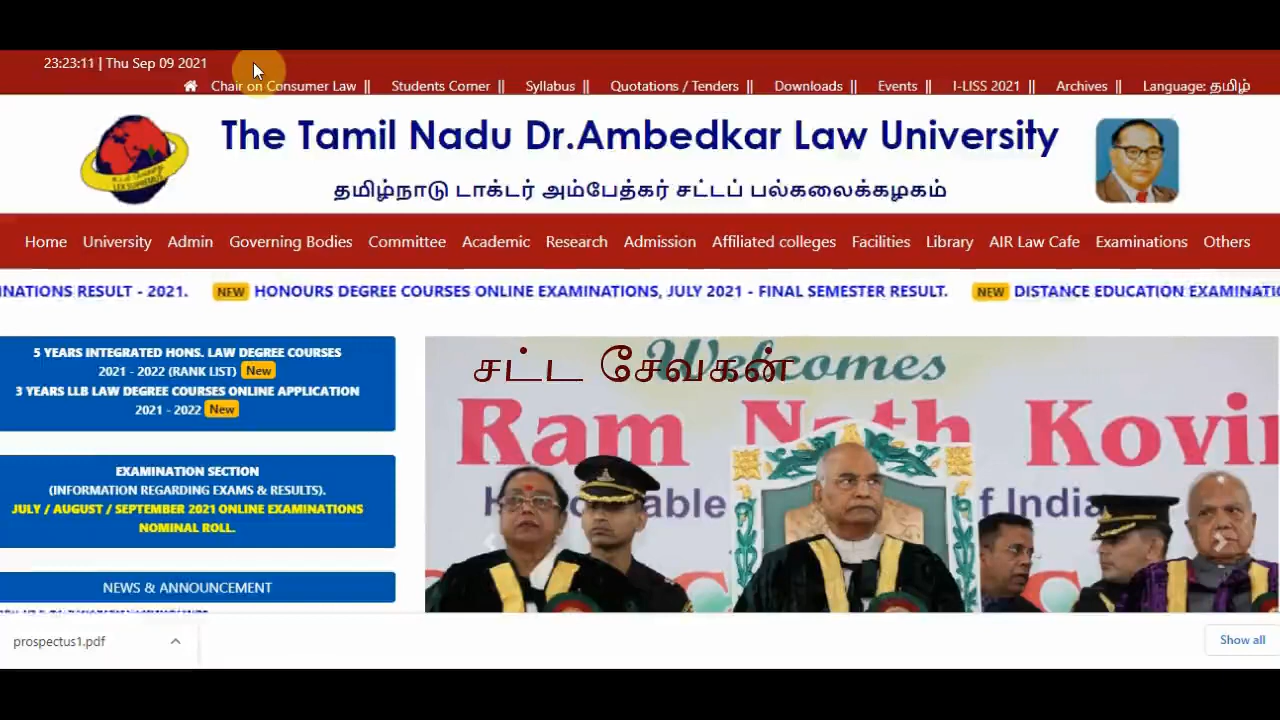 23:23:11 | Thu Sep 09 2021
Chair on Consumer Law || Students Corner || Syllabus || Quotations / Tenders || Downloads || Events || I-LISS 2021 || Archives || Language: தமிழ்
The Tamil Nadu Dr.Ambedkar Law University
தமிழ்நாடு டாக்டர் அம்பேத்கர் சட்டப் பல்கலைக்கழகம்
Home University Admin Governing Bodies Committee Academic Research Admission Affiliated colleges Facilities Library AIR Law Cafe Examinations Others
INATIONS RESULT - 2021. NEW HONOURS DEGREE COURSES ONLINE EXAMINATIONS, JULY 2021 - FINAL SEMESTER RESULT. NEW DISTANCE EDUCATION EXAMINATIO
5 YEARS INTEGRATED HONS. LAW DEGREE COURSES
2021 - 2022 (RANK LIST) New
3 YEARS LLB LAW DEGREE COURSES ONLINE APPLICATION
2021 - 2022 New
EXAMINATION SECTION
(INFORMATION REGARDING EXAMS & RESULTS).
JULY / AUGUST / SEPTEMBER 2021 ONLINE EXAMINATIONS
NOMINAL ROLL.
NEWS & ANNOUNCEMENT
Welcomes
சட்ட சேவகன்
Ram Nath Kovin
of India
prospectus1.pdf
Show all